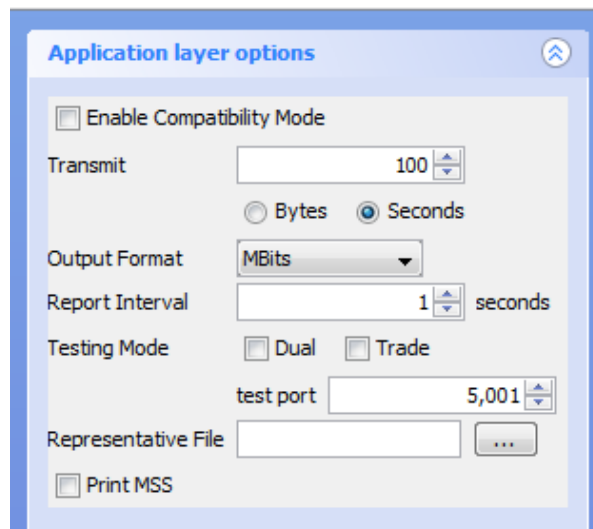 Application layer options
Enable Compatibility Mode
Transmit 100
Bytes Seconds
Output Format MBits
Report Interval 1 seconds
Testing Mode Dual Trade
test port 5,001
Representative File ...
Print MSS